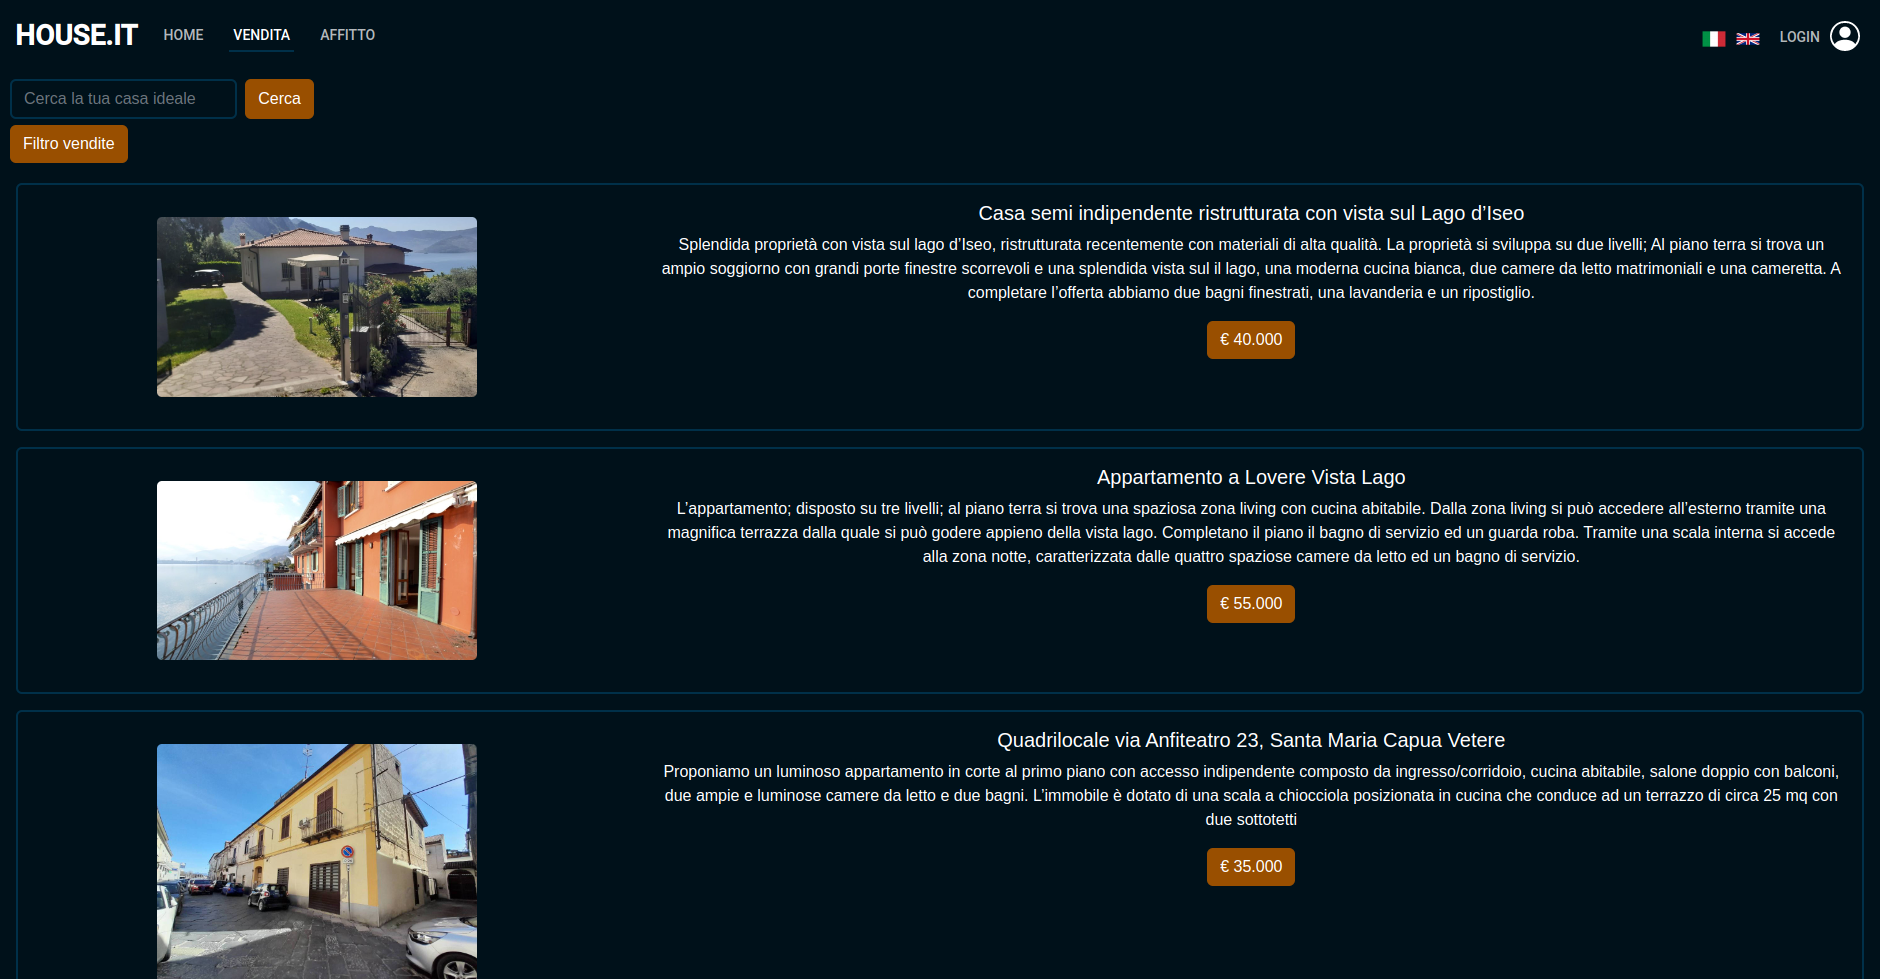 HOUSE.IT HOME VENDITA AFFITTO LOGIN
Cerca la tua casa ideale Cerca
Filtro vendite
Casa semi indipendente ristrutturata con vista sul Lago d’Iseo
Splendida proprietà con vista sul lago d’Iseo, ristrutturata recentemente con materiali di alta qualità. La proprietà si sviluppa su due livelli; Al piano terra si trova un
ampio soggiorno con grandi porte finestre scorrevoli e una splendida vista sul il lago, una moderna cucina bianca, due camere da letto matrimoniali e una cameretta. A
completare l’offerta abbiamo due bagni finestrati, una lavanderia e un ripostiglio.
€ 40.000
Appartamento a Lovere Vista Lago
L’appartamento; disposto su tre livelli; al piano terra si trova una spaziosa zona living con cucina abitabile. Dalla zona living si può accedere all’esterno tramite una
magnifica terrazza dalla quale si può godere appieno della vista lago. Completano il piano il bagno di servizio ed un guarda roba. Tramite una scala interna si accede
alla zona notte, caratterizzata dalle quattro spaziose camere da letto ed un bagno di servizio.
€ 55.000
Quadrilocale via Anfiteatro 23, Santa Maria Capua Vetere
Proponiamo un luminoso appartamento in corte al primo piano con accesso indipendente composto da ingresso/corridoio, cucina abitabile, salone doppio con balconi,
due ampie e luminose camere da letto e due bagni. L’immobile è dotato di una scala a chiocciola posizionata in cucina che conduce ad un terrazzo di circa 25 mq con
due sottotetti
€ 35.000